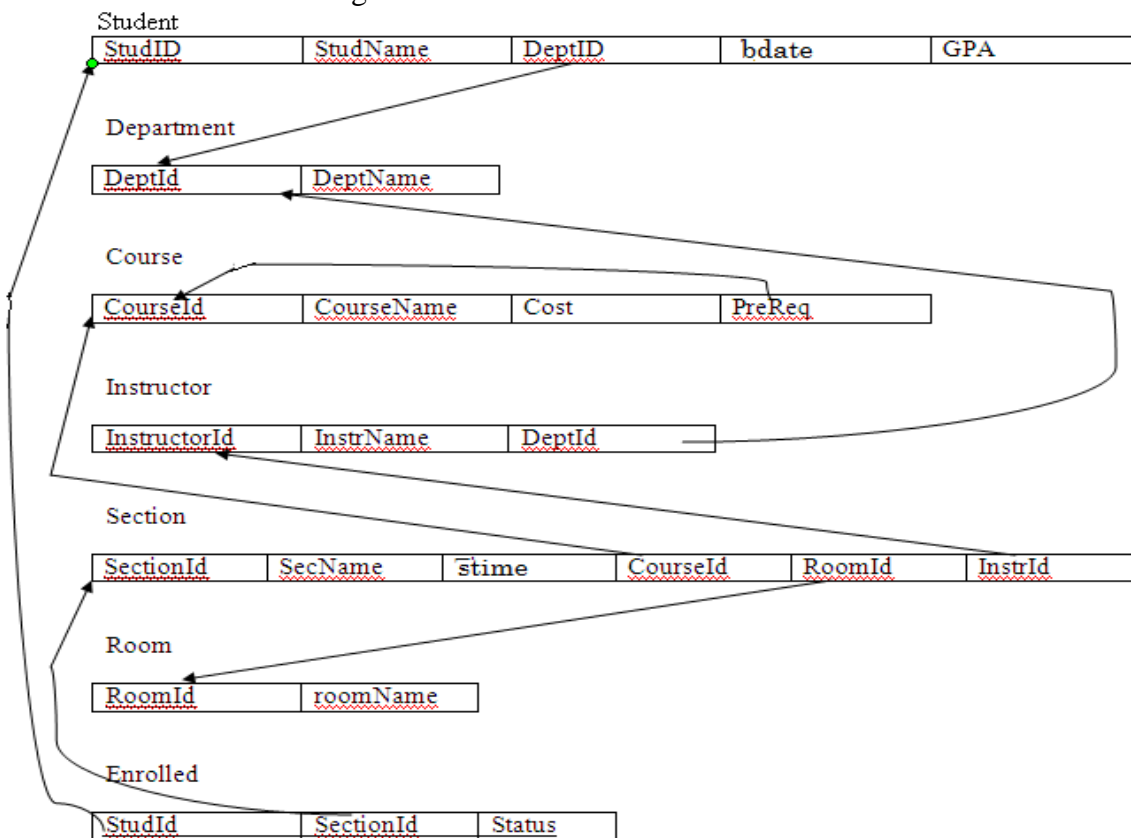 Student
StudID StudName DeptID bdate GPA
Department
DeptId DeptName
Course
CourseId CourseName Cost PreReq
Instructor
InstructorId InstrName DeptId
Section
SectionId SecName stime CourseId RoomId InstrId
Room
RoomId roomName
Enrolled
StudId SectionId Status